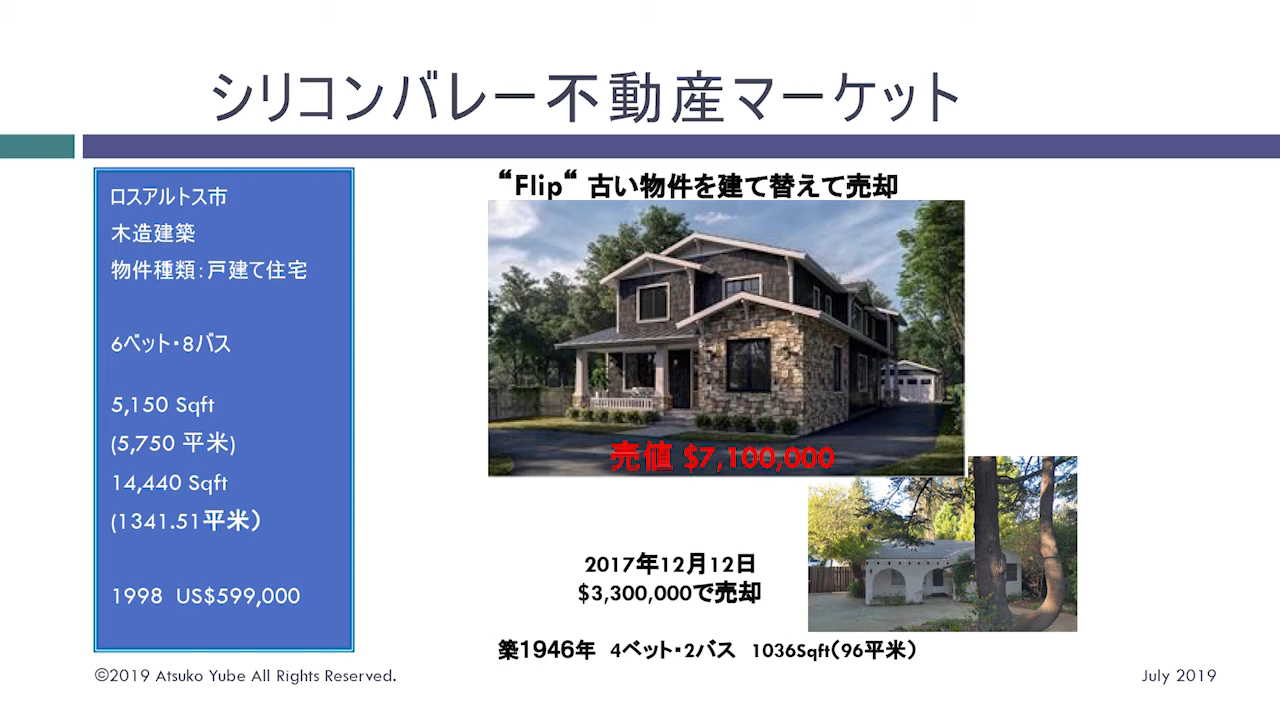 シリコンバレー不動産マーケット
ロスアルトス市
木造建築
物件種類：戸建て住宅
6ベット・8バス
5,150 Sqft
(5,750 平米)
14,440 Sqft
(1341.51平米）
1998 US$599,000
“Flip“ 古い物件を建て替えて売却
売値 $7,100,000
2017年12月12日
$3,300,000で売却
築1946年 4ベット・2バス 1036Sqft（96平米）
©2019 Atsuko Yube All Rights Reserved.
July 2019